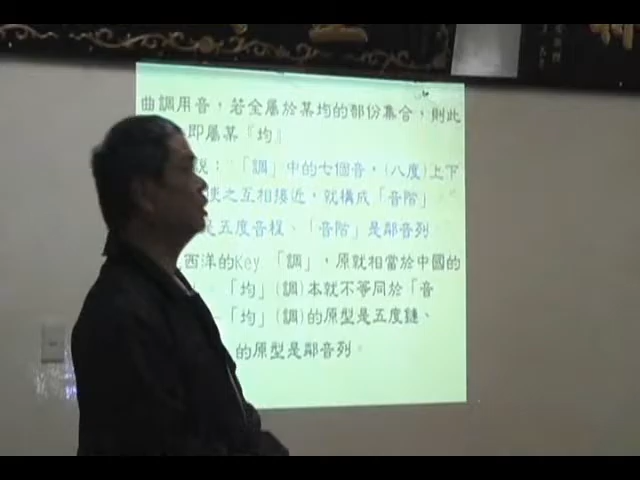 曲調用音，若全屬於某均的部份集合，則此
即屬某『均』
說：「調」中的七個音，(八度)上下
使之互相接近，就構成「音階」
是五度音程、「音階」是鄰音列
西洋的Key「調」，原就相當於中國的
「均」(調)本就不等同於「音
「均」(調)的原型是五度鏈、
的原型是鄰音列。